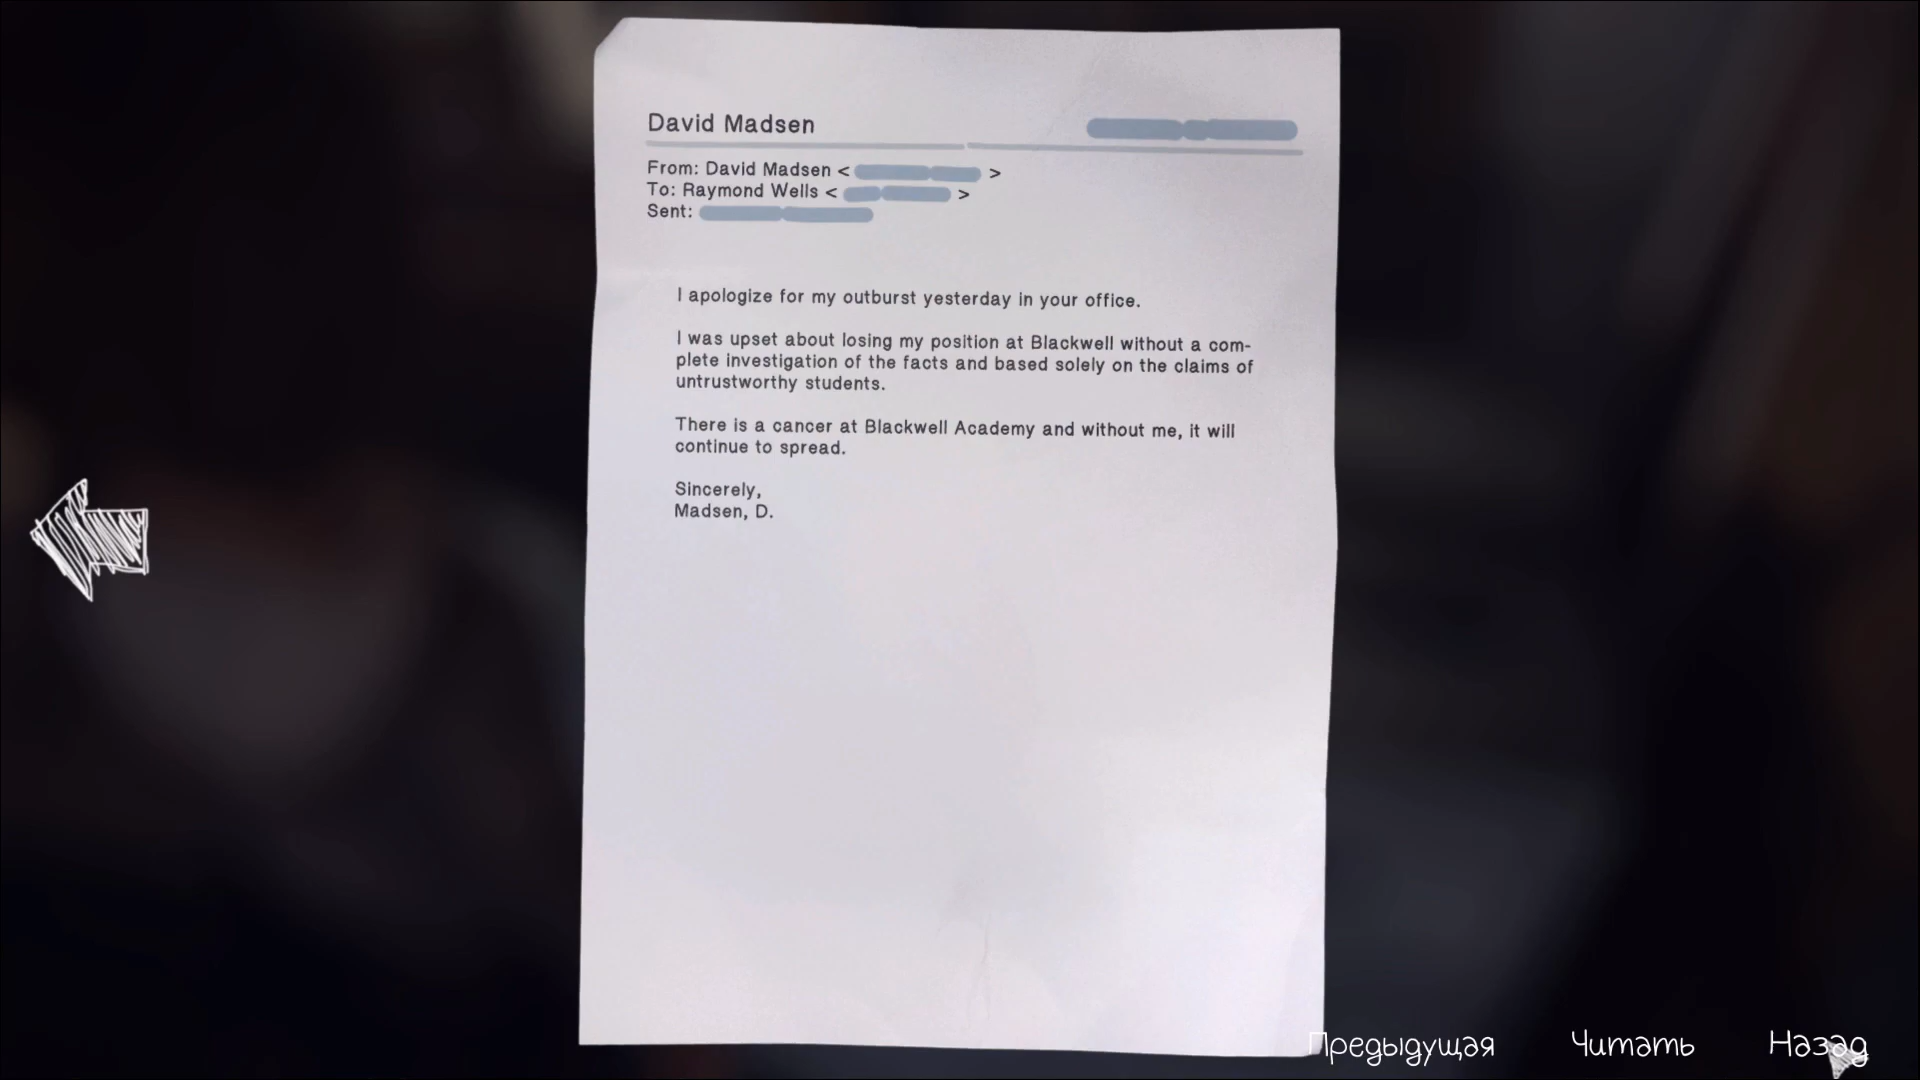 David Madsen
From: David Madsen < >
To: Raymond Wells < >
Sent:
I apologize for my outburst yesterday in your office.
I was upset about losing my position at Blackwell without a com-
plete investigation of the facts and based solely on the claims of
untrustworthy students.
There is a cancer at Blackwell Academy and without me, it will
continue to spread.
Sincerely,
Madsen, D.
Предыдущая Читать Назад